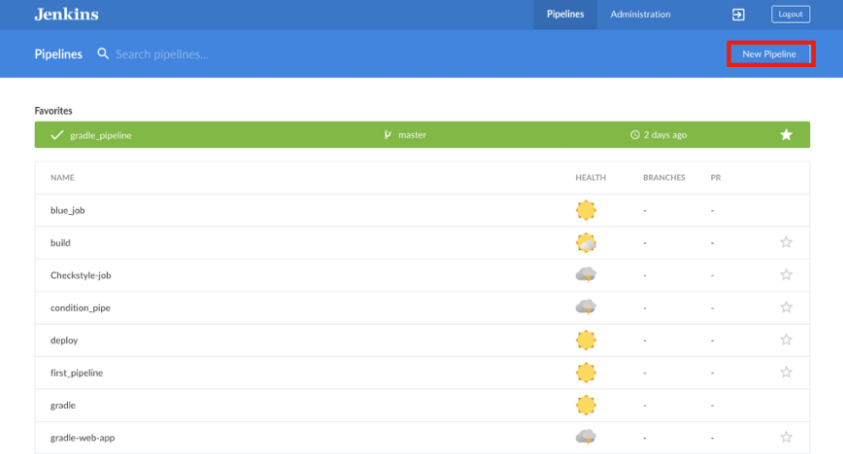 Jenkins Pipelines Administration Logout
Pipelines Search pipelines... New Pipeline
Favorites
gradle_pipeline master 2 days ago
NAME HEALTH BRANCHES PR
blue_job - -
build - -
Checkstyle-job - -
condition_pipe - -
deploy - -
first_pipeline - -
gradle - -
gradle-web-app - -